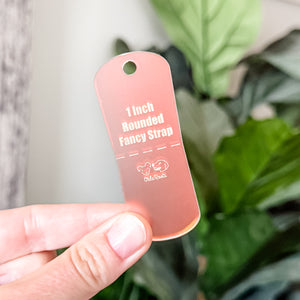 1 Inch
Rounded
Fancy Strap